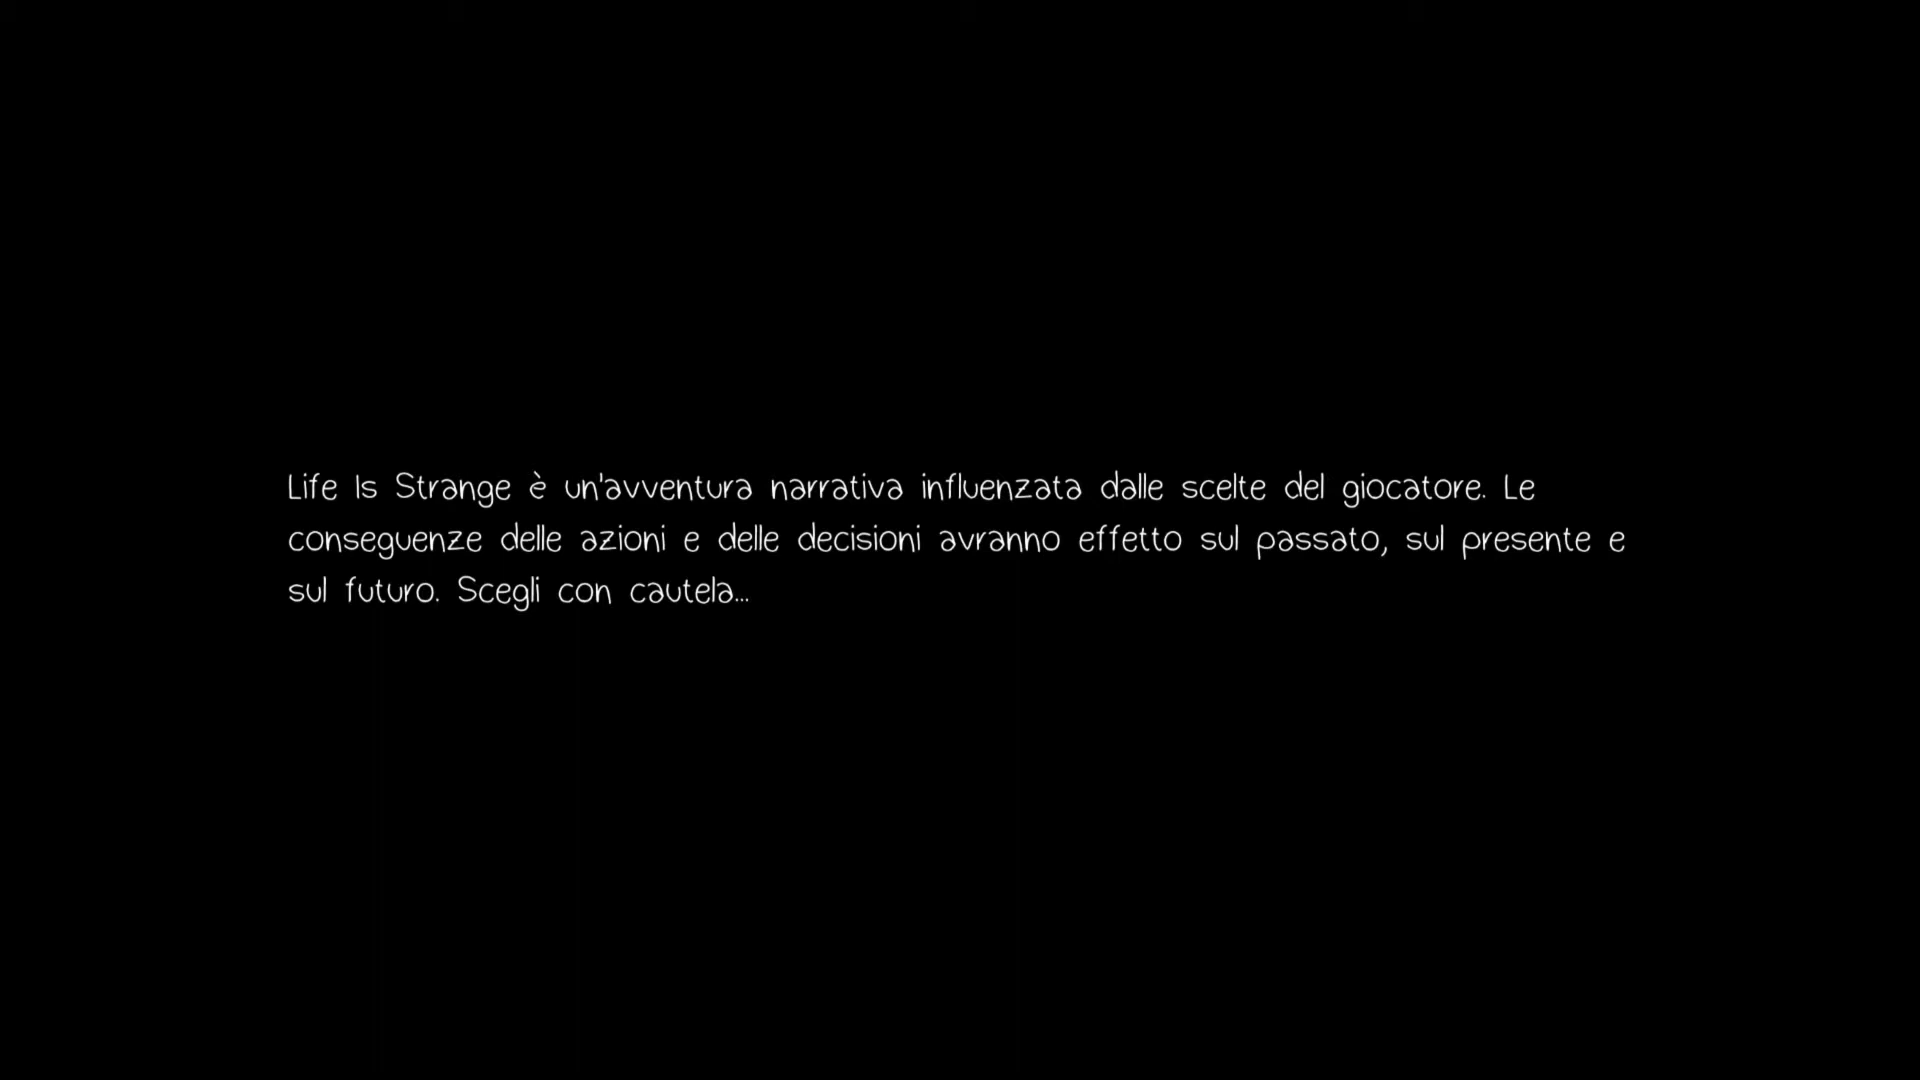 Life Is Strange è un'avventura narrativa influenzata dalle scelte del giocatore. Le
conseguenze delle azioni e delle decisioni avranno effetto sul passato, sul presente e
sul futuro. Scegli con cautela...